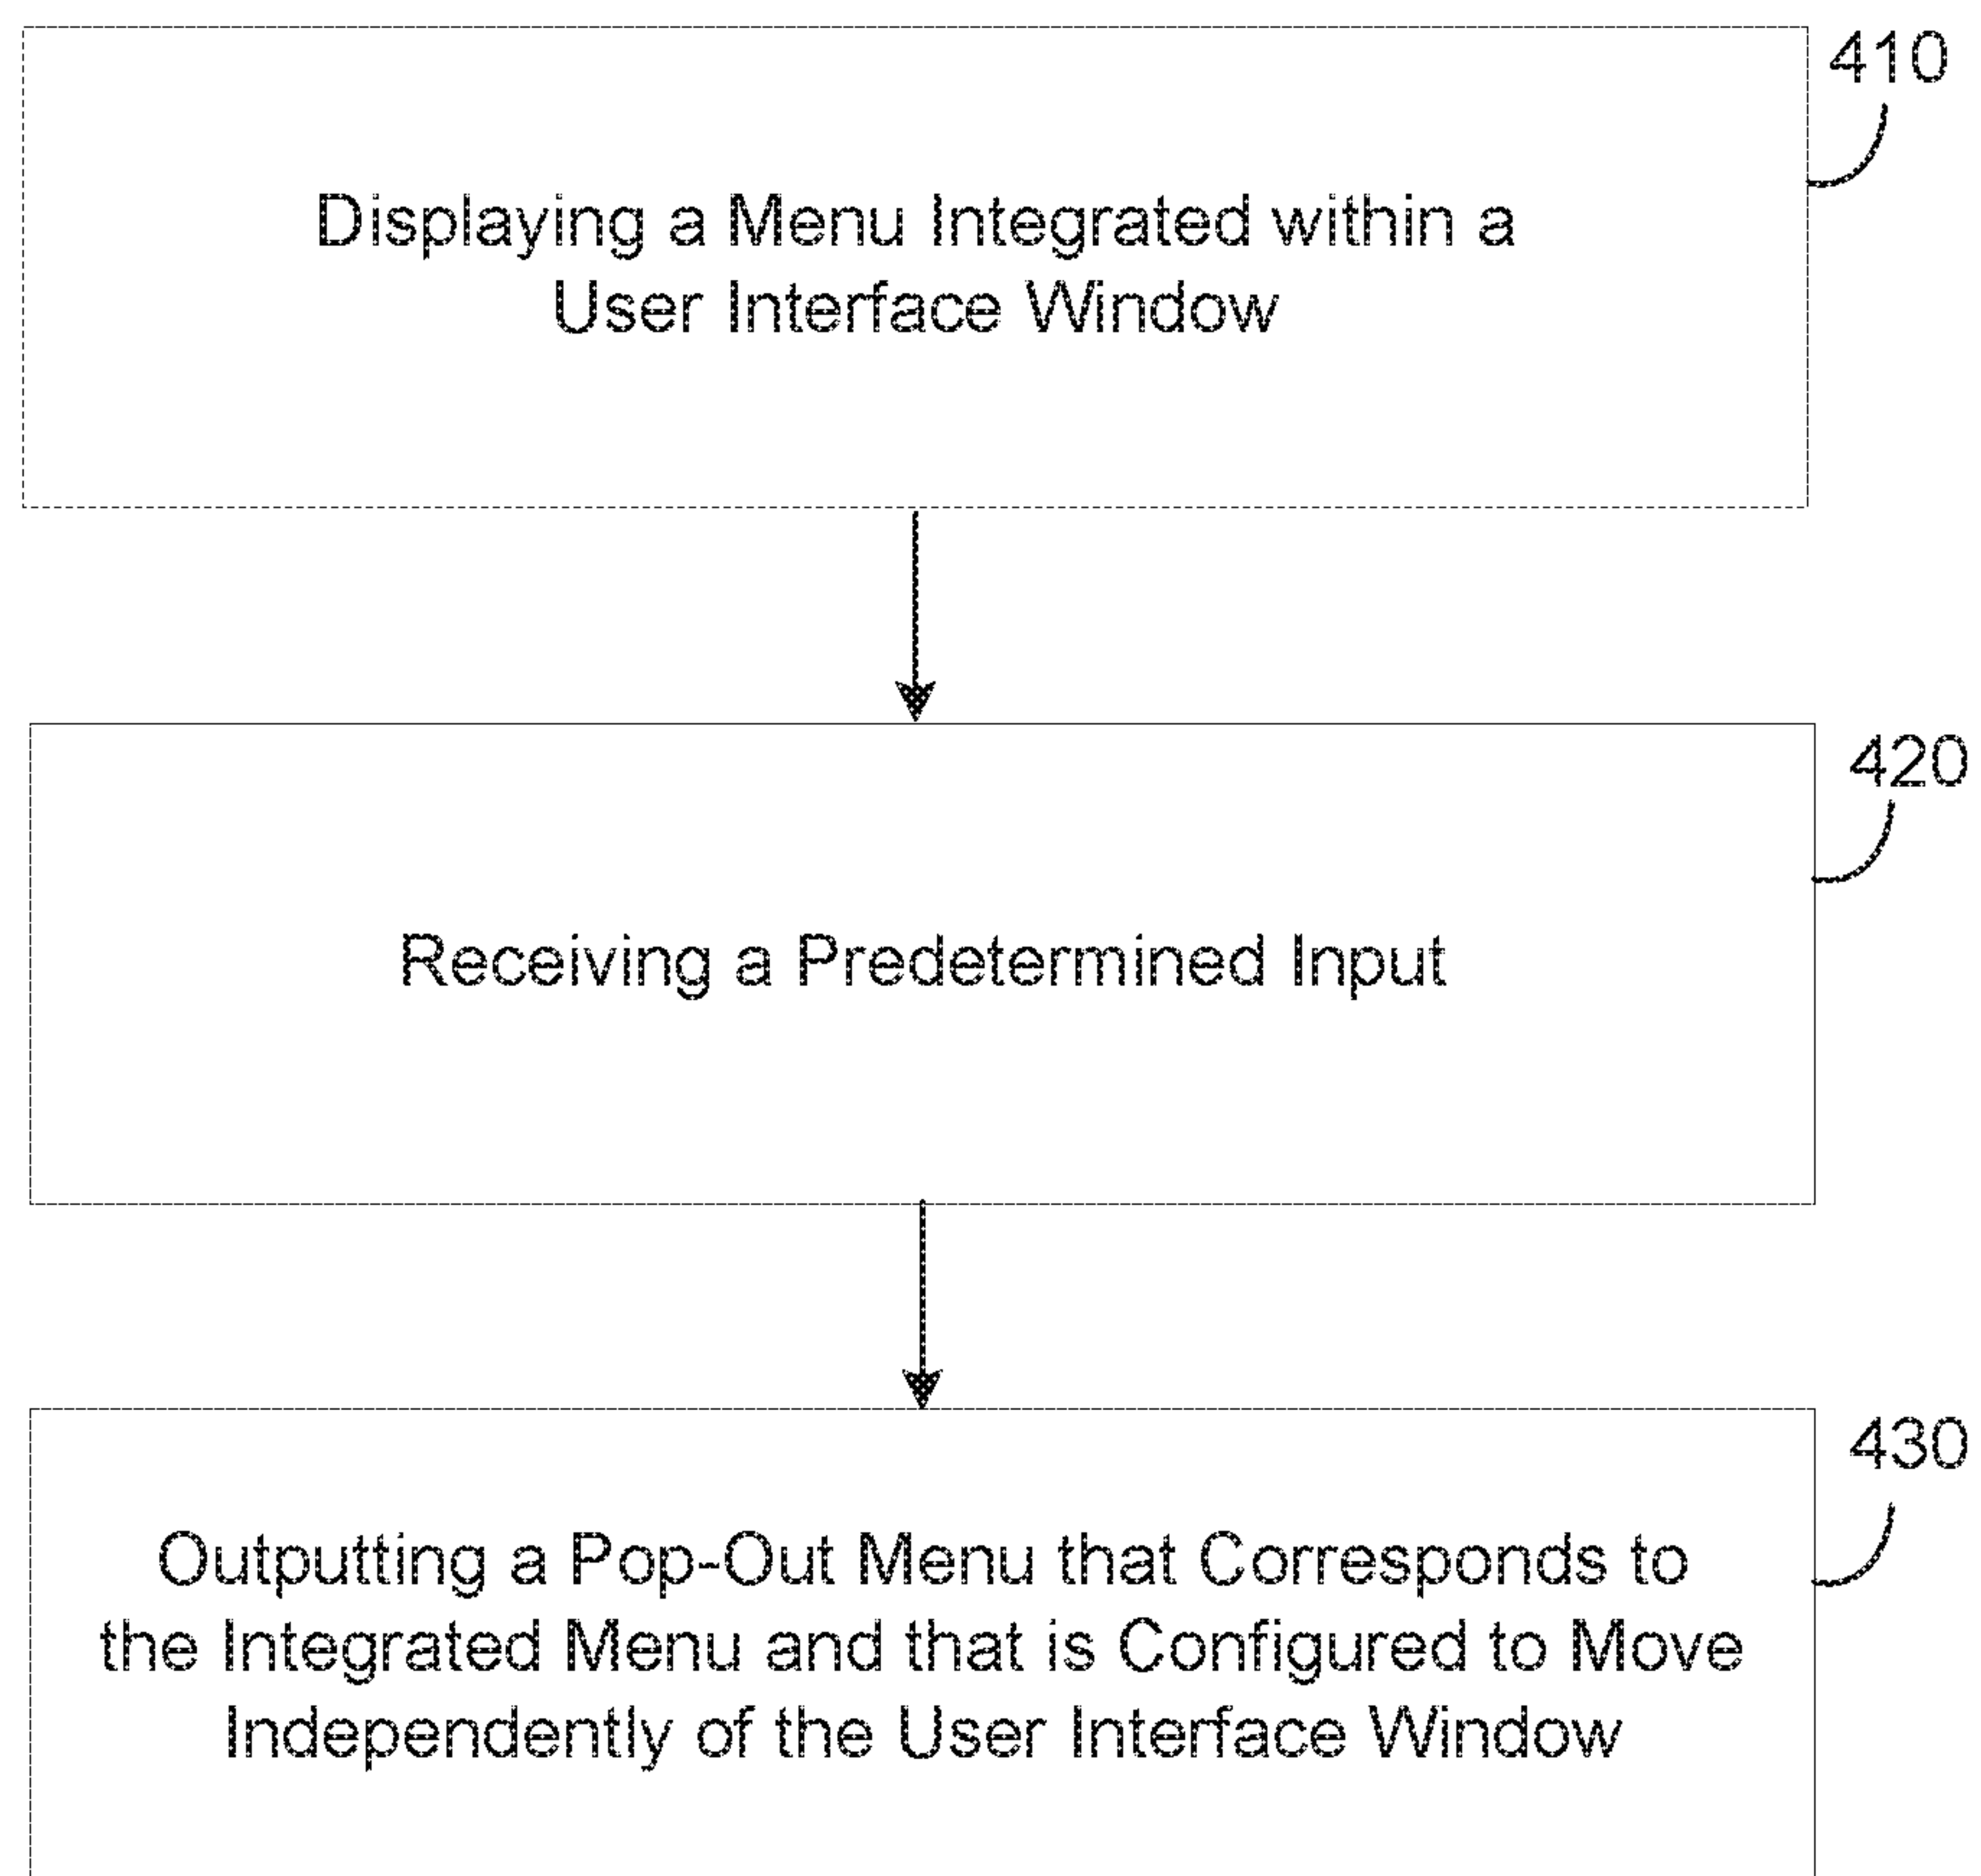 410
Displaying a Menu Integrated within a
User Interface Window
420
Receiving a Predetermined Input
430
Outputting a Pop-Out Menu that Corresponds to
the Integrated Menu and that is Configured to Move
Independently of the User Interface Window